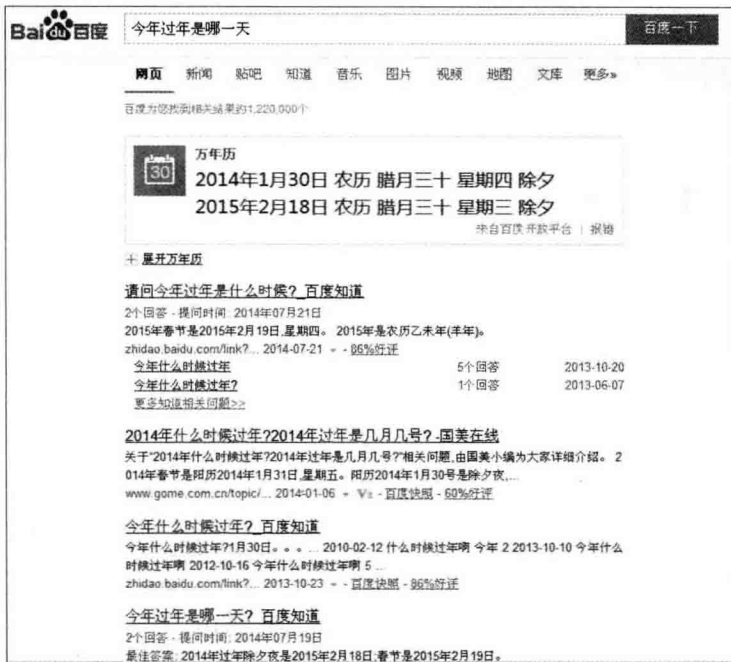 Bai du 百度 今年过年是哪一天 百度一下
网页 新闻 贴吧 知道 音乐 图片 视频 地图 文库 更多»
百度为您找到相关结果约1,220,000个
万年历
30 2014年1月30日 农历 腊月三十 星期四 除夕
2015年2月18日 农历 腊月三十 星期三 除夕
来自百度开放平台 | 报错
+ 展开万年历
请问今年过年是什么时候?_百度知道
2个回答 - 提问时间: 2014年07月21日
2015年春节是2015年2月19日,星期四。 2015年是农历乙未年(羊年)。
zhidao.baidu.com/link?... 2014-07-21 - 86%好评
今年什么时候过年 5个回答 2013-10-20
今年什么时候过年? 1个回答 2013-06-07
更多知道相关问题>>
2014年什么时候过年?2014年过年是几月几号? -国美在线
关于"2014年什么时候过年?2014年过年是几月几号?"相关问题,由国美小编为大家详细介绍。 2
014年春节是阳历2014年1月31日,星期五。阳历2014年1月30号是除夕夜,...
www.gome.com.cn/topic/... 2014-01-06 - 百度快照 - 60%好评
今年什么时候过年?_百度知道
今年什么时候过年?1月30日。。。... 2010-02-12 什么时候过年啊 今年 2 2013-10-10 今年什么
时候过年啊 2012-10-16 今年什么时候过年啊 5 ...
zhidao.baidu.com/link?... 2013-10-23 - 百度快照 - 86%好评
今年过年是哪一天?_百度知道
2个回答 - 提问时间: 2014年07月19日
最佳答案: 2014年过年除夕夜是2015年2月18日;春节是2015年2月19日。